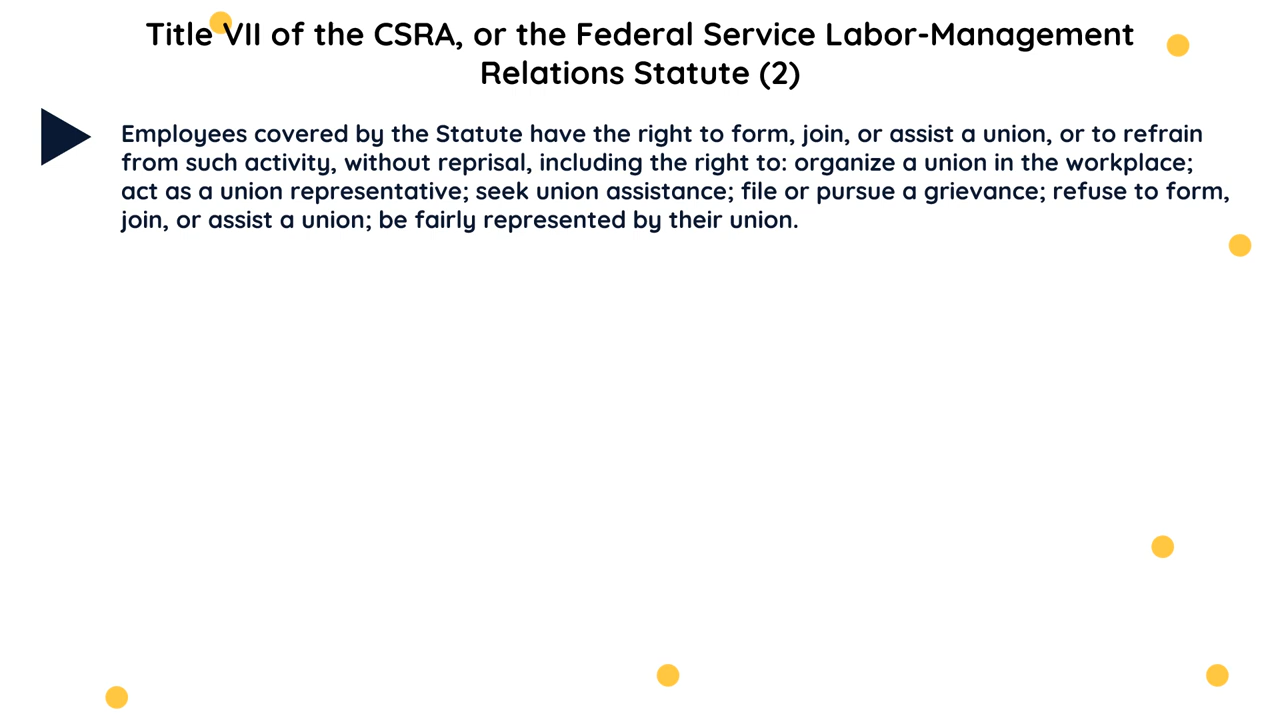 Title VII of the CSRA, or the Federal Service Labor-Management
Relations Statute (2)
Employees covered by the Statute have the right to form, join, or assist a union, or to refrain
from such activity, without reprisal, including the right to: organize a union in the workplace;
act as a union representative; seek union assistance; file or pursue a grievance; refuse to form,
join, or assist a union; be fairly represented by their union.